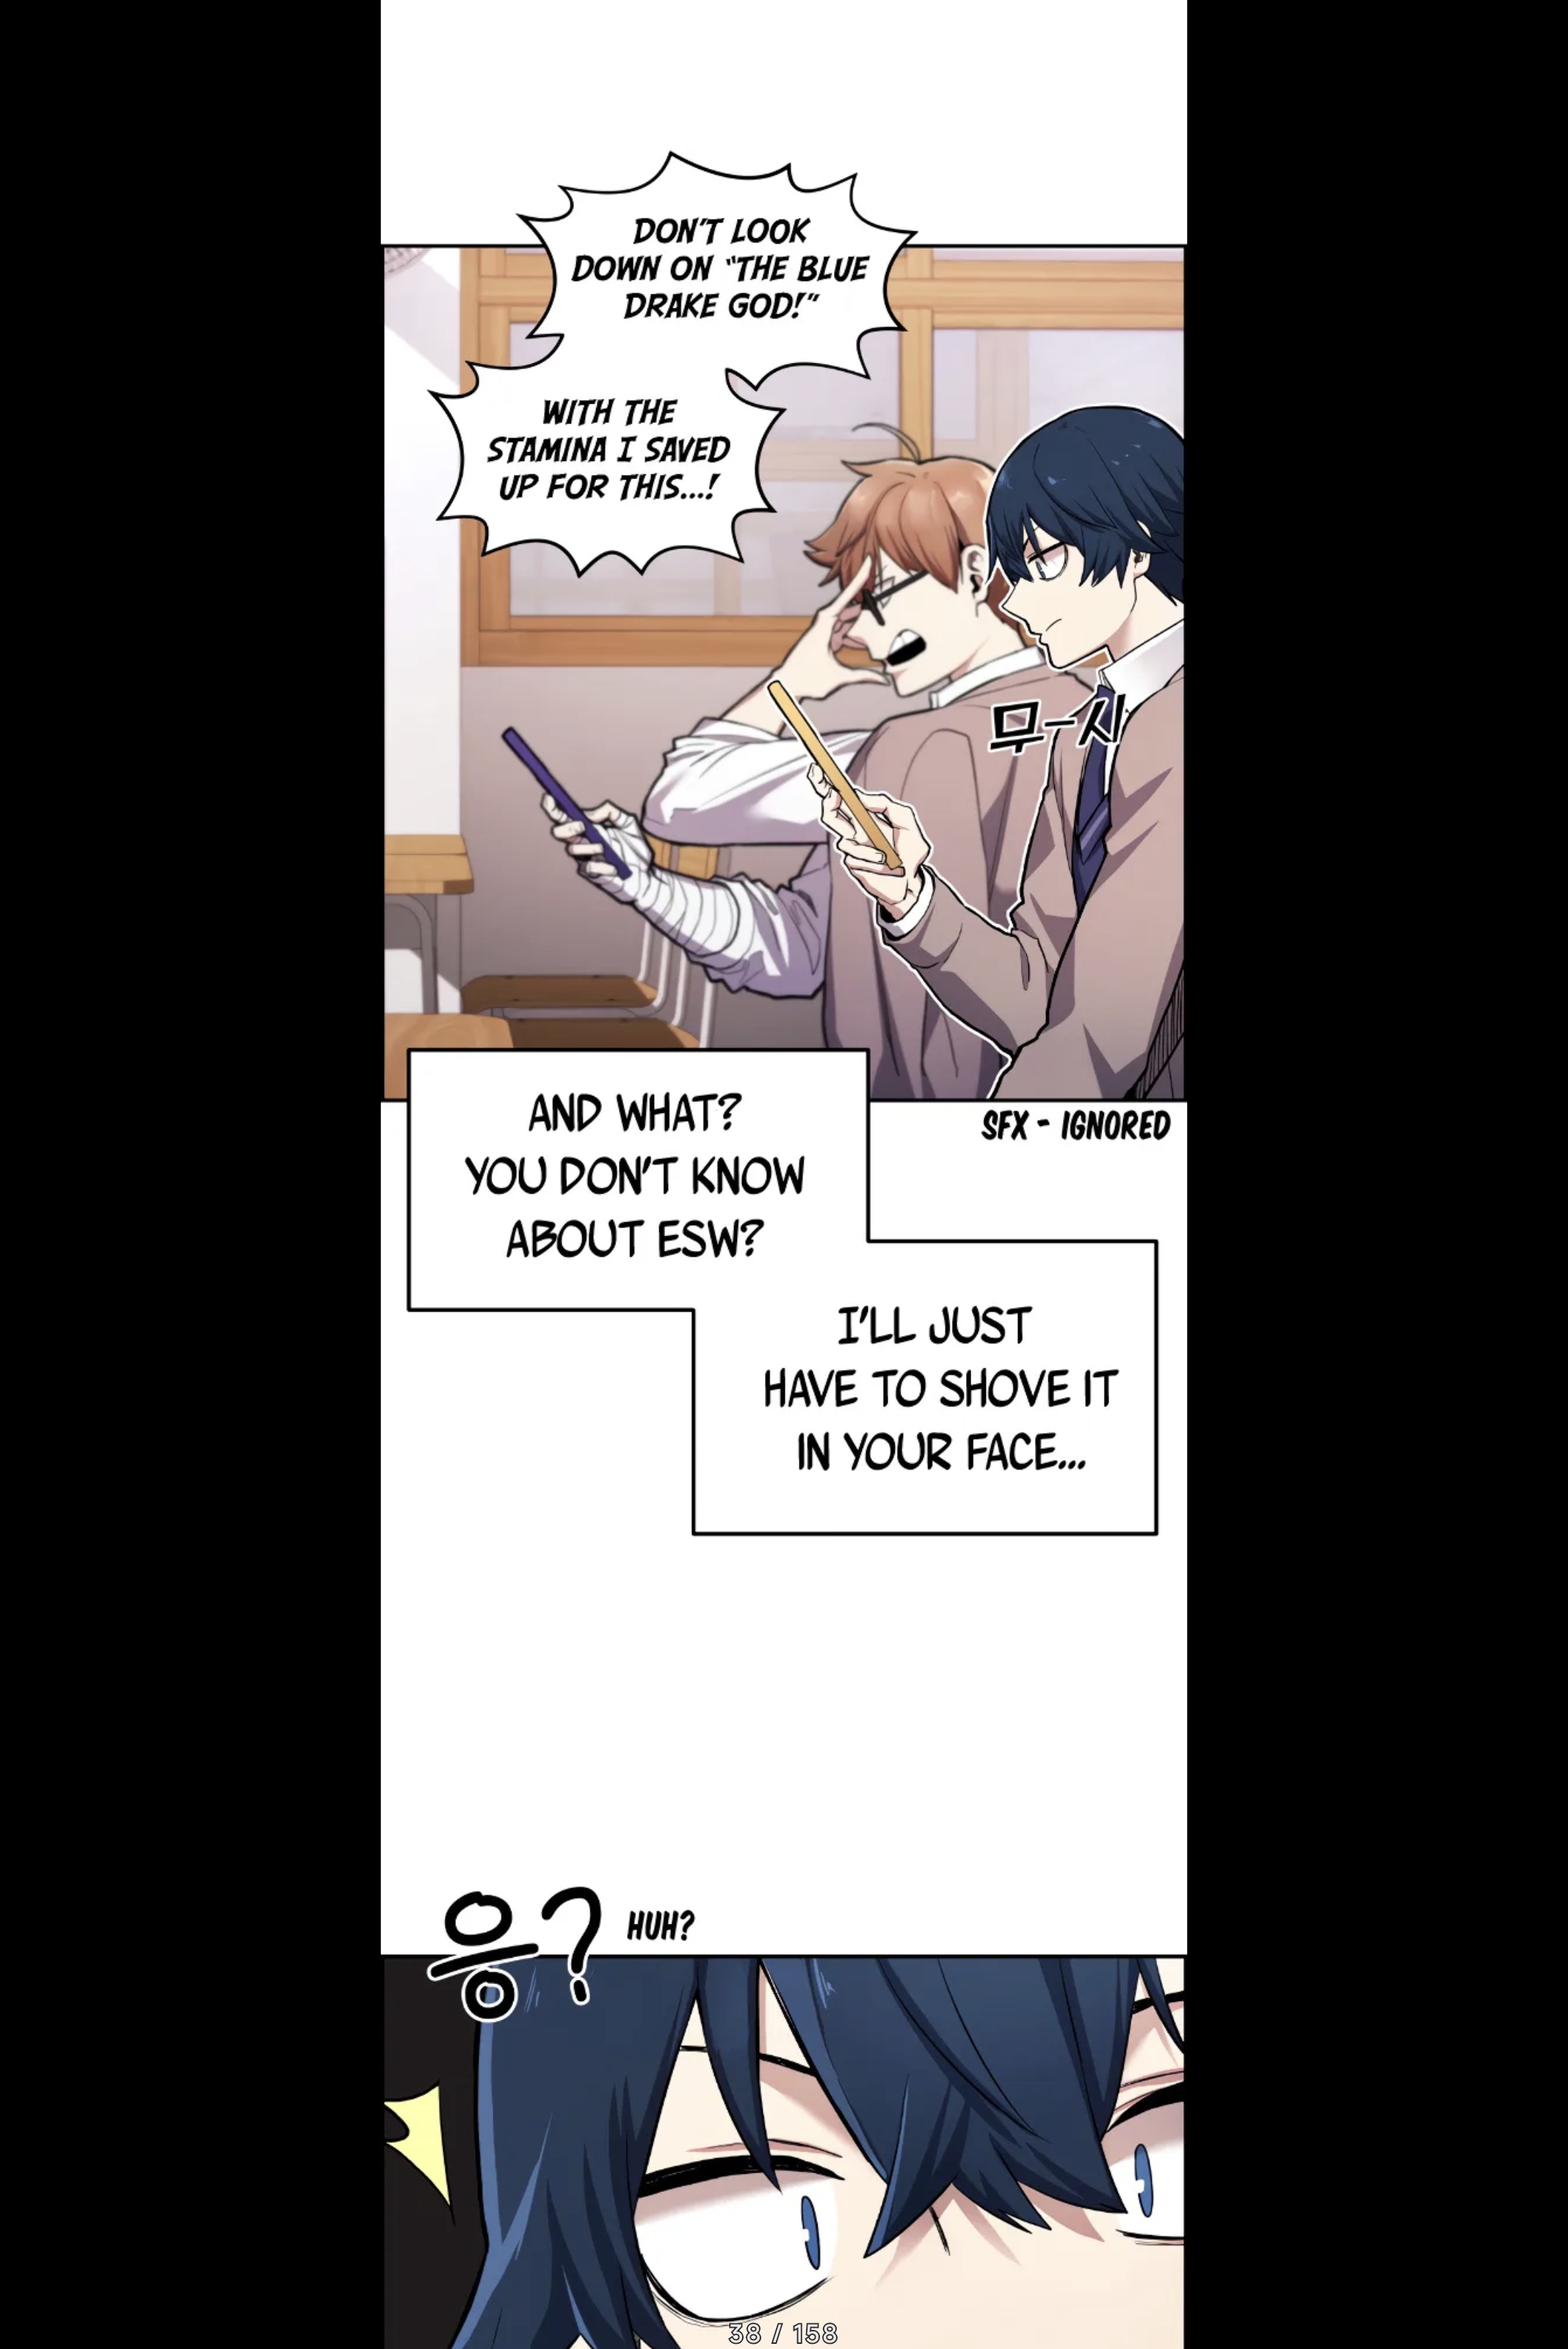 DON'T LOOK
DOWN ON "THE BLUE
DRAKE GOD!"
WITH THE
STAMINA I SAVED
UP FOR THIS...!
무-시
SFX - IGNORED
AND WHAT?
YOU DON'T KNOW
ABOUT ESW?
I'LL JUST
HAVE TO SHOVE IT
IN YOUR FACE...
응? HUH?
38 / 158